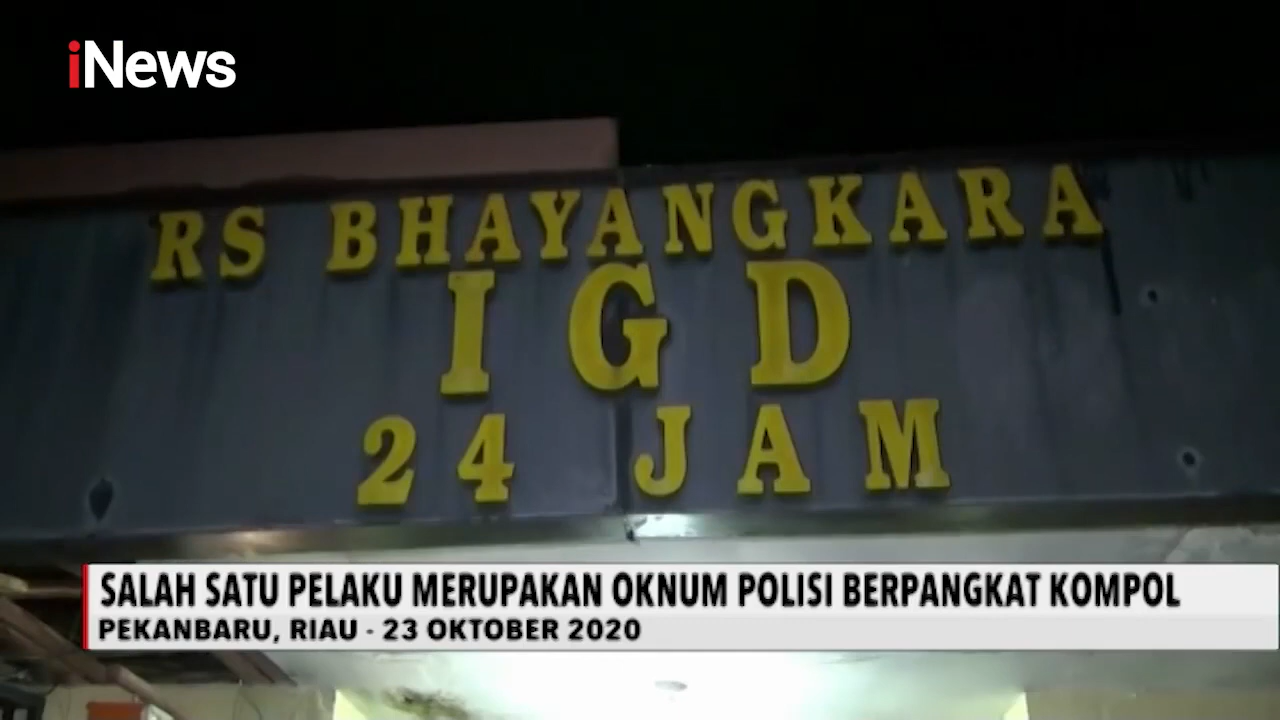 iNews
RS BHAYANGKARA
IGD
24 JAM
SALAH SATU PELAKU MERUPAKAN OKNUM POLISI BERPANGKAT KOMPOL
PEKANBARU, RIAU - 23 OKTOBER 2020